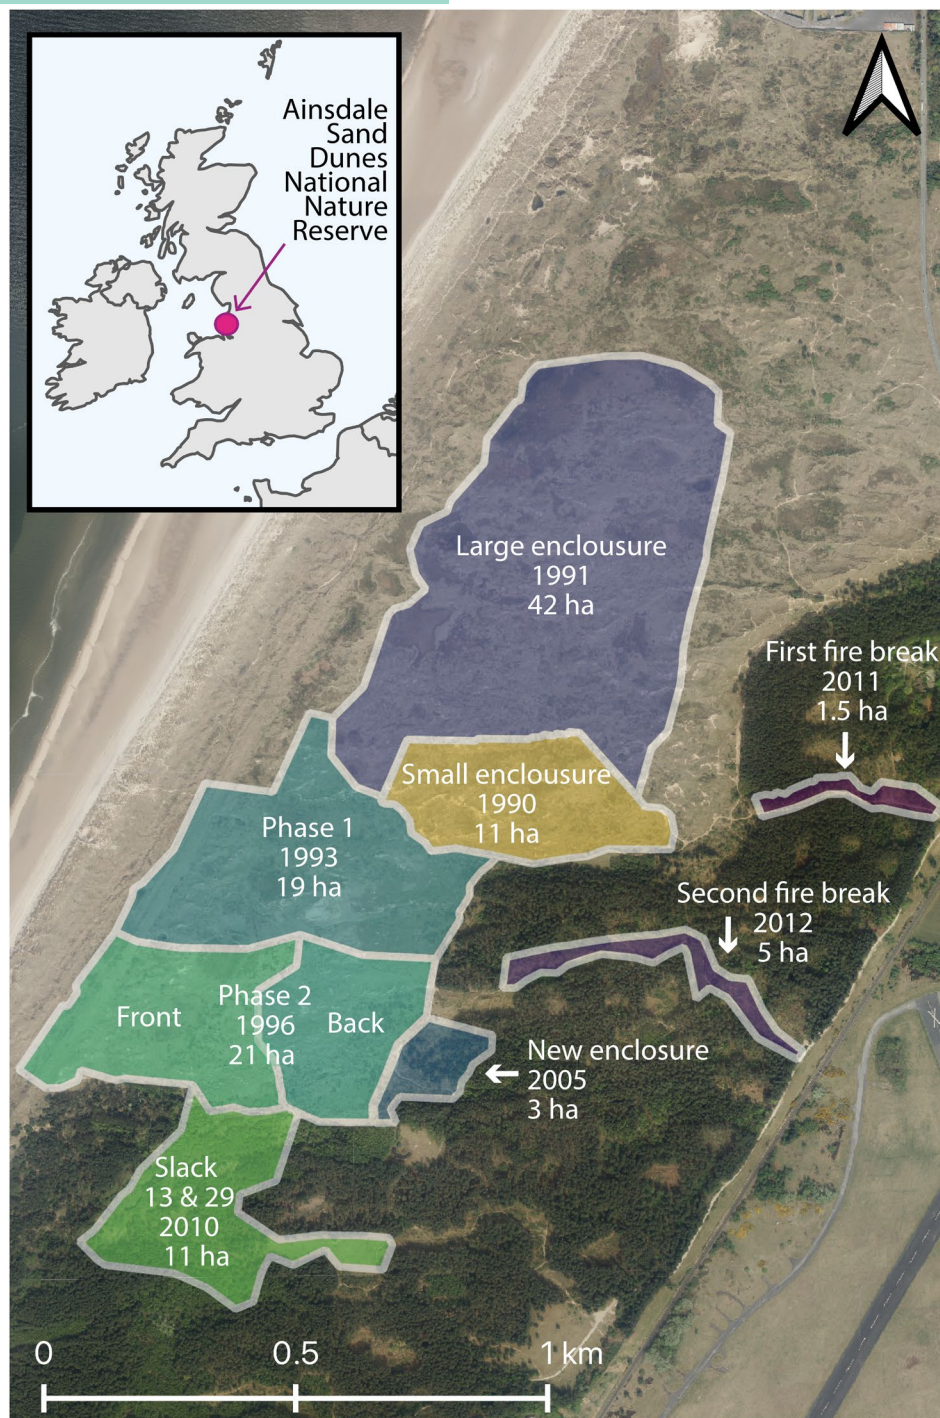 Ainsdale
Sand
Dunes
National
Nature
Reserve
Large enclousure
1991
42 ha
First fire break
2011
1.5 ha
Small enclousure
1990
11 ha
Phase 1
1993
19 ha
Second fire break
2012
5 ha
Front
Phase 2
1996
21 ha
Back
New enclosure
2005
3 ha
Slack
13 & 29
2010
11 ha
0
0.5
1 km